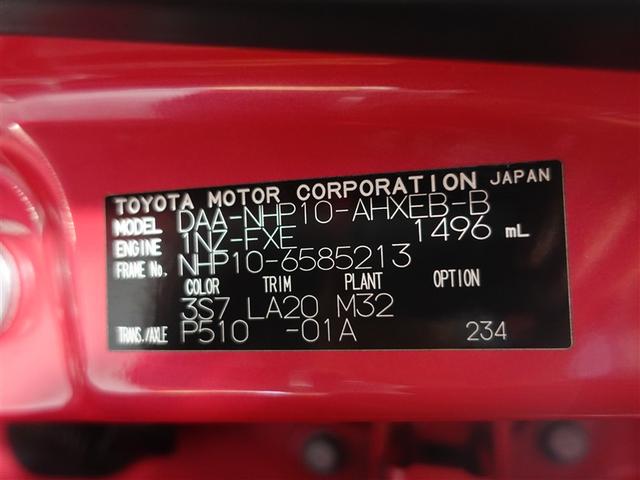 TOYOTA MOTOR CORPORATION JAPAN
MODEL DAA-NHP10-AHXEB-B
ENGINE 1NZ-FXE 1496 mL
FRAME No. NHP10-6585213
COLOR TRIM PLANT OPTION
3S7 LA20 M32
TRANS./AXLE P510 -01A 234